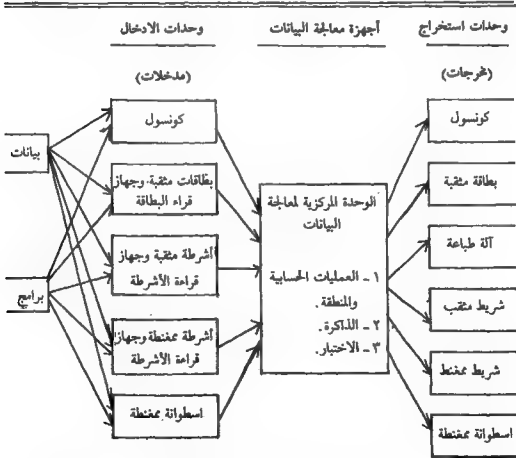 وحدات استخراج
(مخرجات)
كونسول
بطاقة مثقبة
آلة طباعة
شريط مثقب
شريط ممغنط
اسطوانة ممغنطة
أجهزة معالجة البيانات
الوحدة المركزية لمعالجة
البيانات
١ ـ العمليات الحسابية
والمنطقة.
٢ ـ الذاكرة.
٣ ـ الاختبار.
وحدات الادخال
(مدخلات)
كونسول
بطاقات مثقبة وجهاز
قراء البطاقة
أشرطة مثقبة وجهاز
قراءة الأشرطة
أشرطة ممغنطة وجهاز
قراءة الأشرطة
اسطوانة ممغنطة
بيانات
برامج